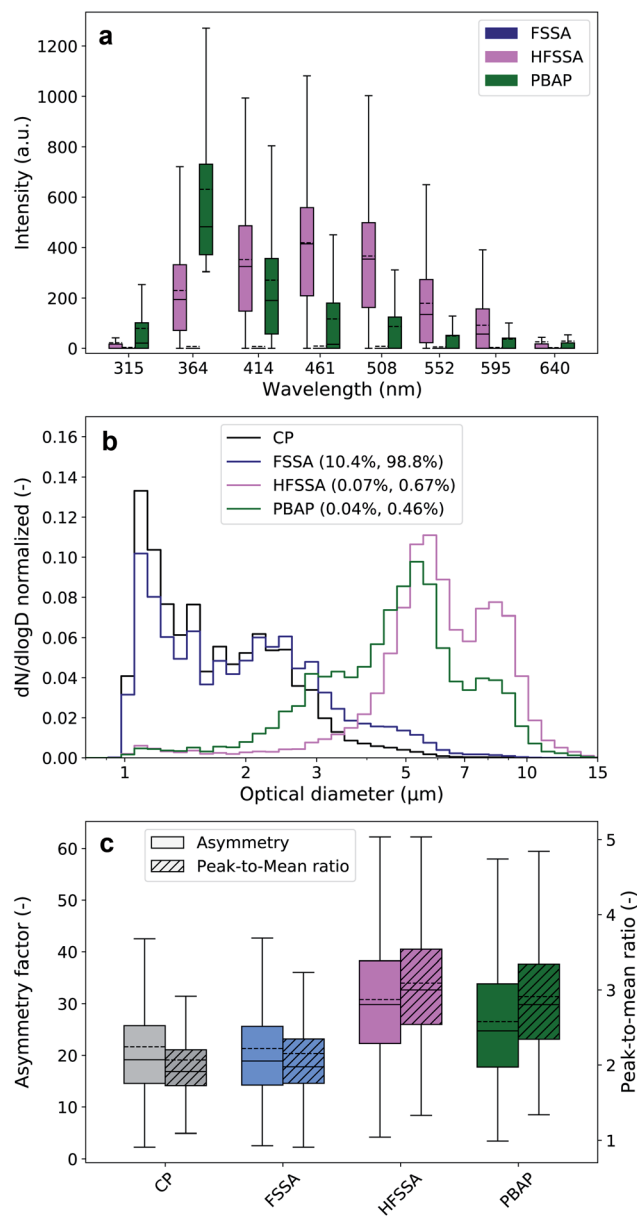 a
FSSA
HFSSA
PBAP
Intensity (a.u.)
1200
1000
800
600
400
200
0
315 364 414 461 508 552 595 640
Wavelength (nm)
b
CP
FSSA (10.4%, 98.8%)
HFSSA (0.07%, 0.67%)
PBAP (0.04%, 0.46%)
dN/dlogD normalized (-)
0.16
0.14
0.12
0.10
0.08
0.06
0.04
0.02
0.00
1 2 3 5 7 10 15
Optical diameter (μm)
c
Asymmetry
Peak-to-Mean ratio
Asymmetry factor (-)
60
50
40
30
20
10
0
Peak-to-mean ratio (-)
5
4
3
2
1
CP FSSA HFSSA PBAP